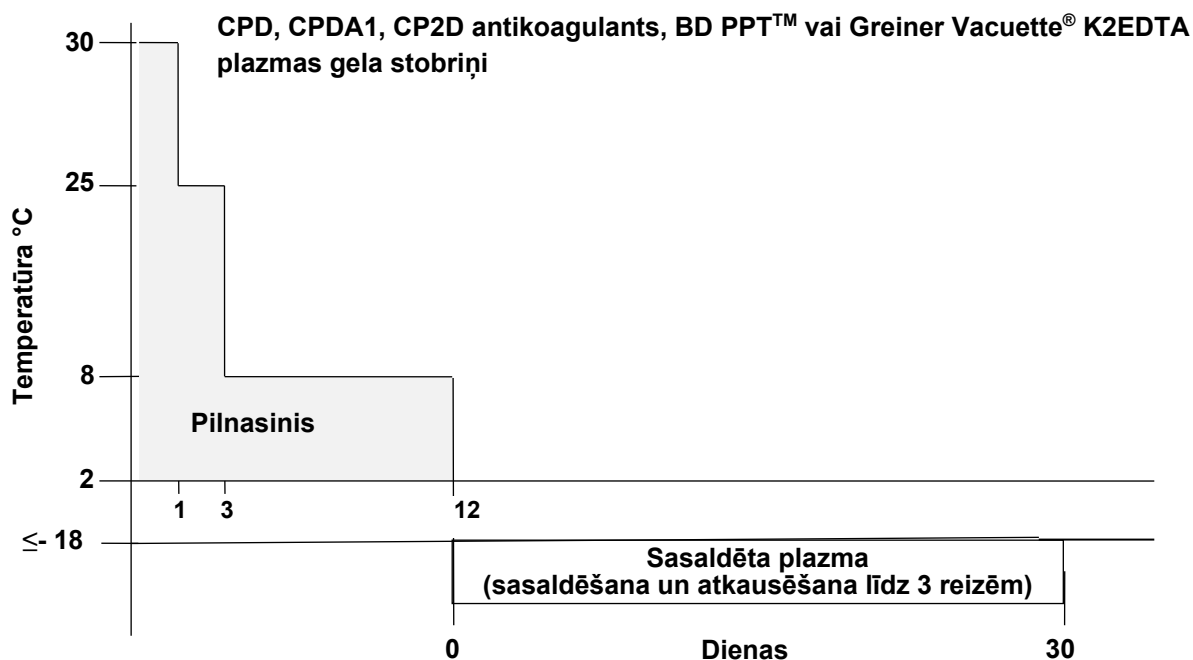 CPD, CPDA1, CP2D antikoagulants, BD PPT™ vai Greiner Vacuette® K2EDTA
plazmas gela stobriņi
30
25
Temperatūra °C
8
Pilnasinis
2
1 3 12
≤- 18
Sasaldēta plazma
(sasaldēšana un atkausēšana līdz 3 reizēm)
0 Dienas 30